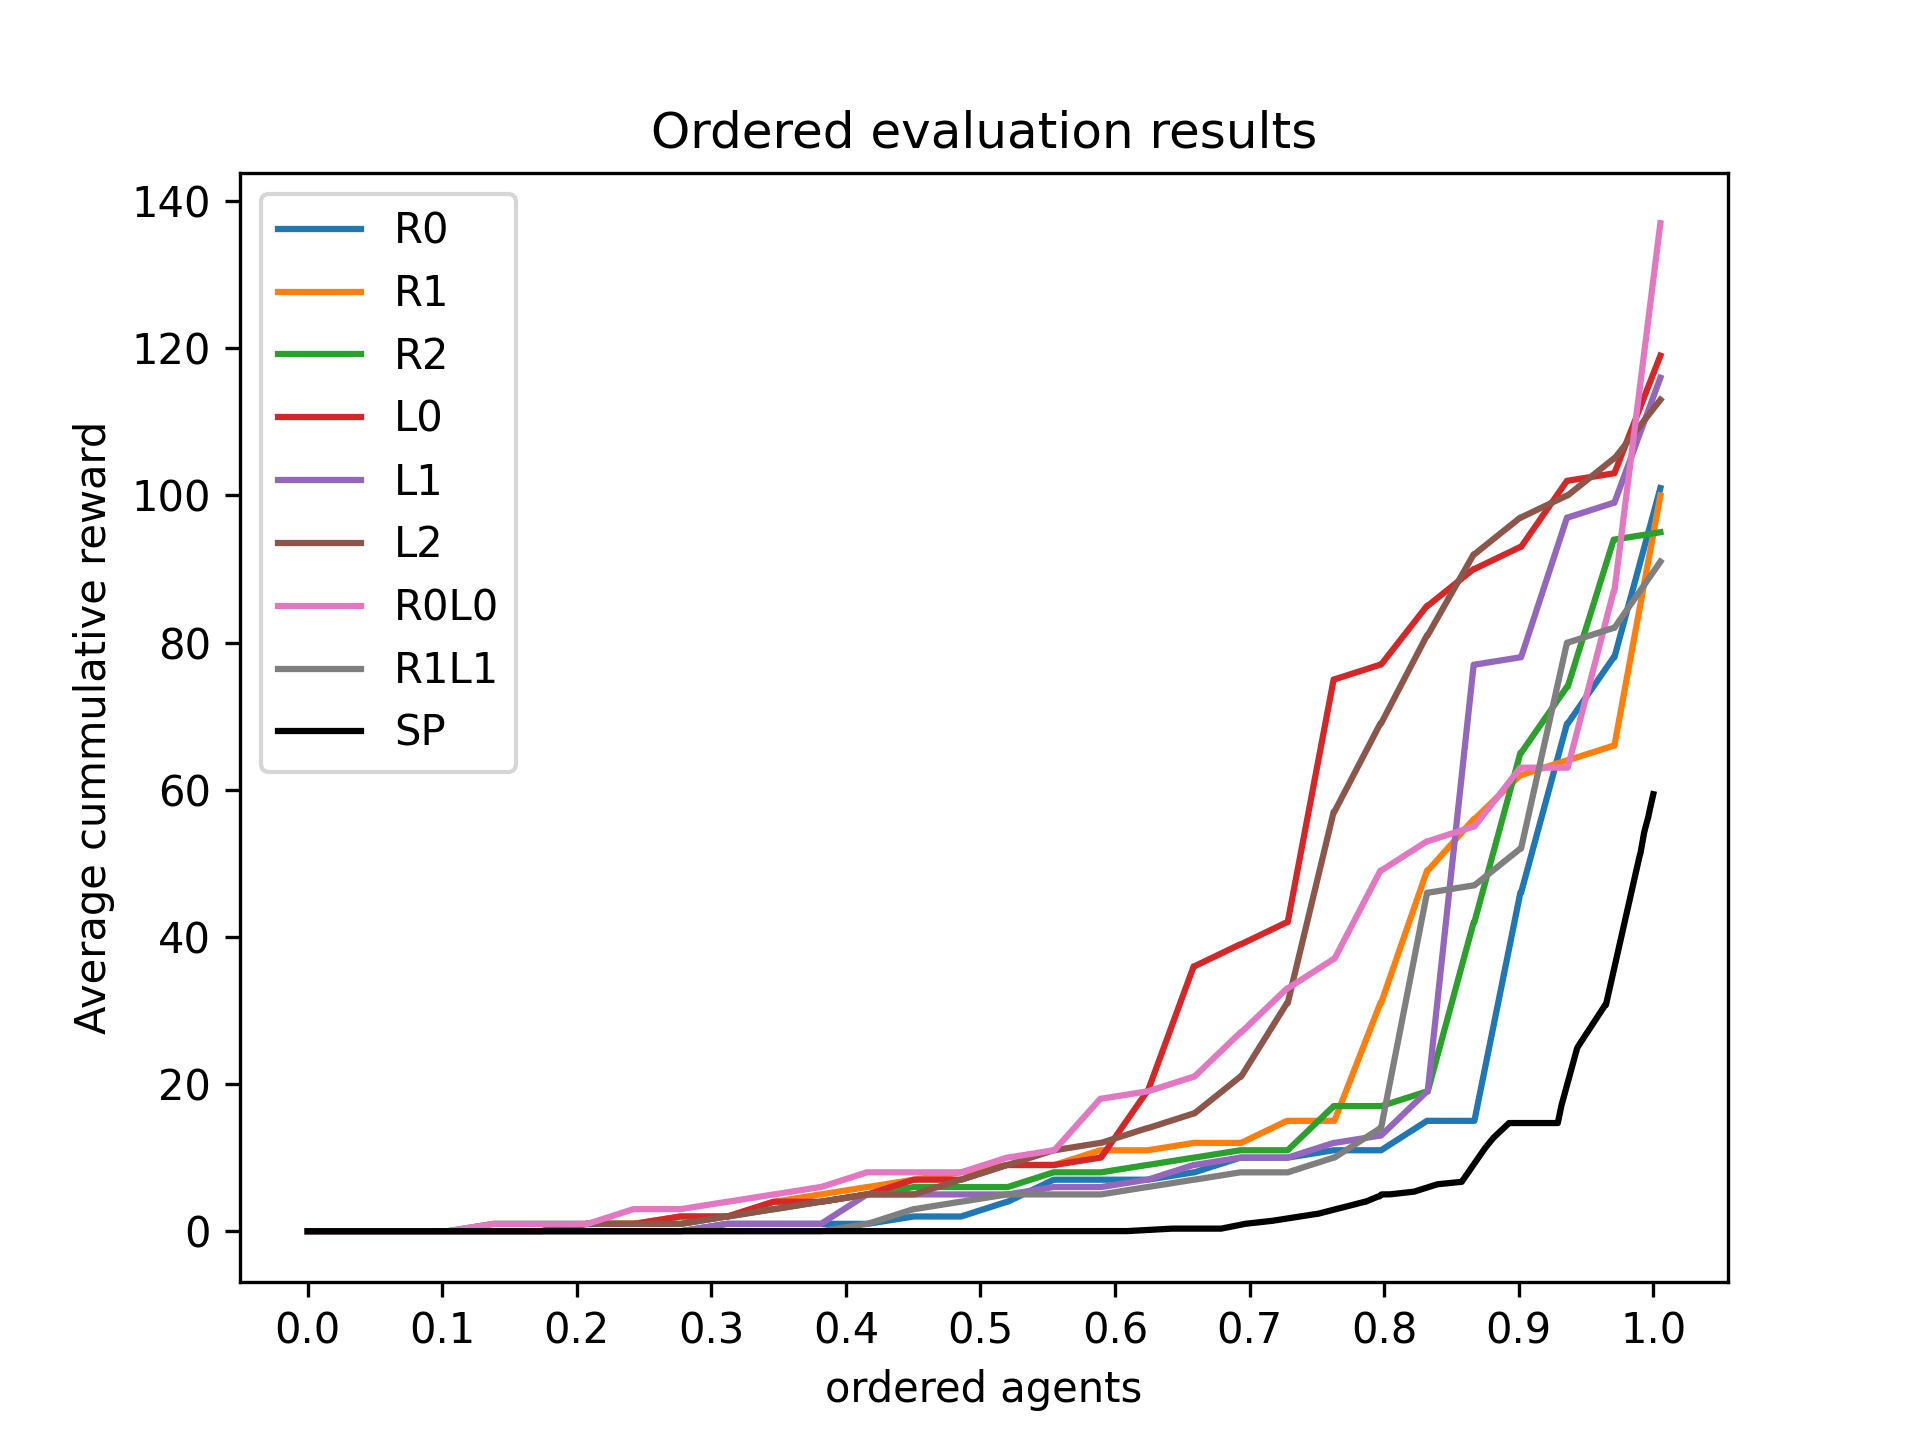 Ordered evaluation results
Average cummulative reward
140
120
100
80
60
40
20
0
R0
R1
R2
L0
L1
L2
R0L0
R1L1
SP
0.0 0.1 0.2 0.3 0.4 0.5 0.6 0.7 0.8 0.9 1.0
ordered agents